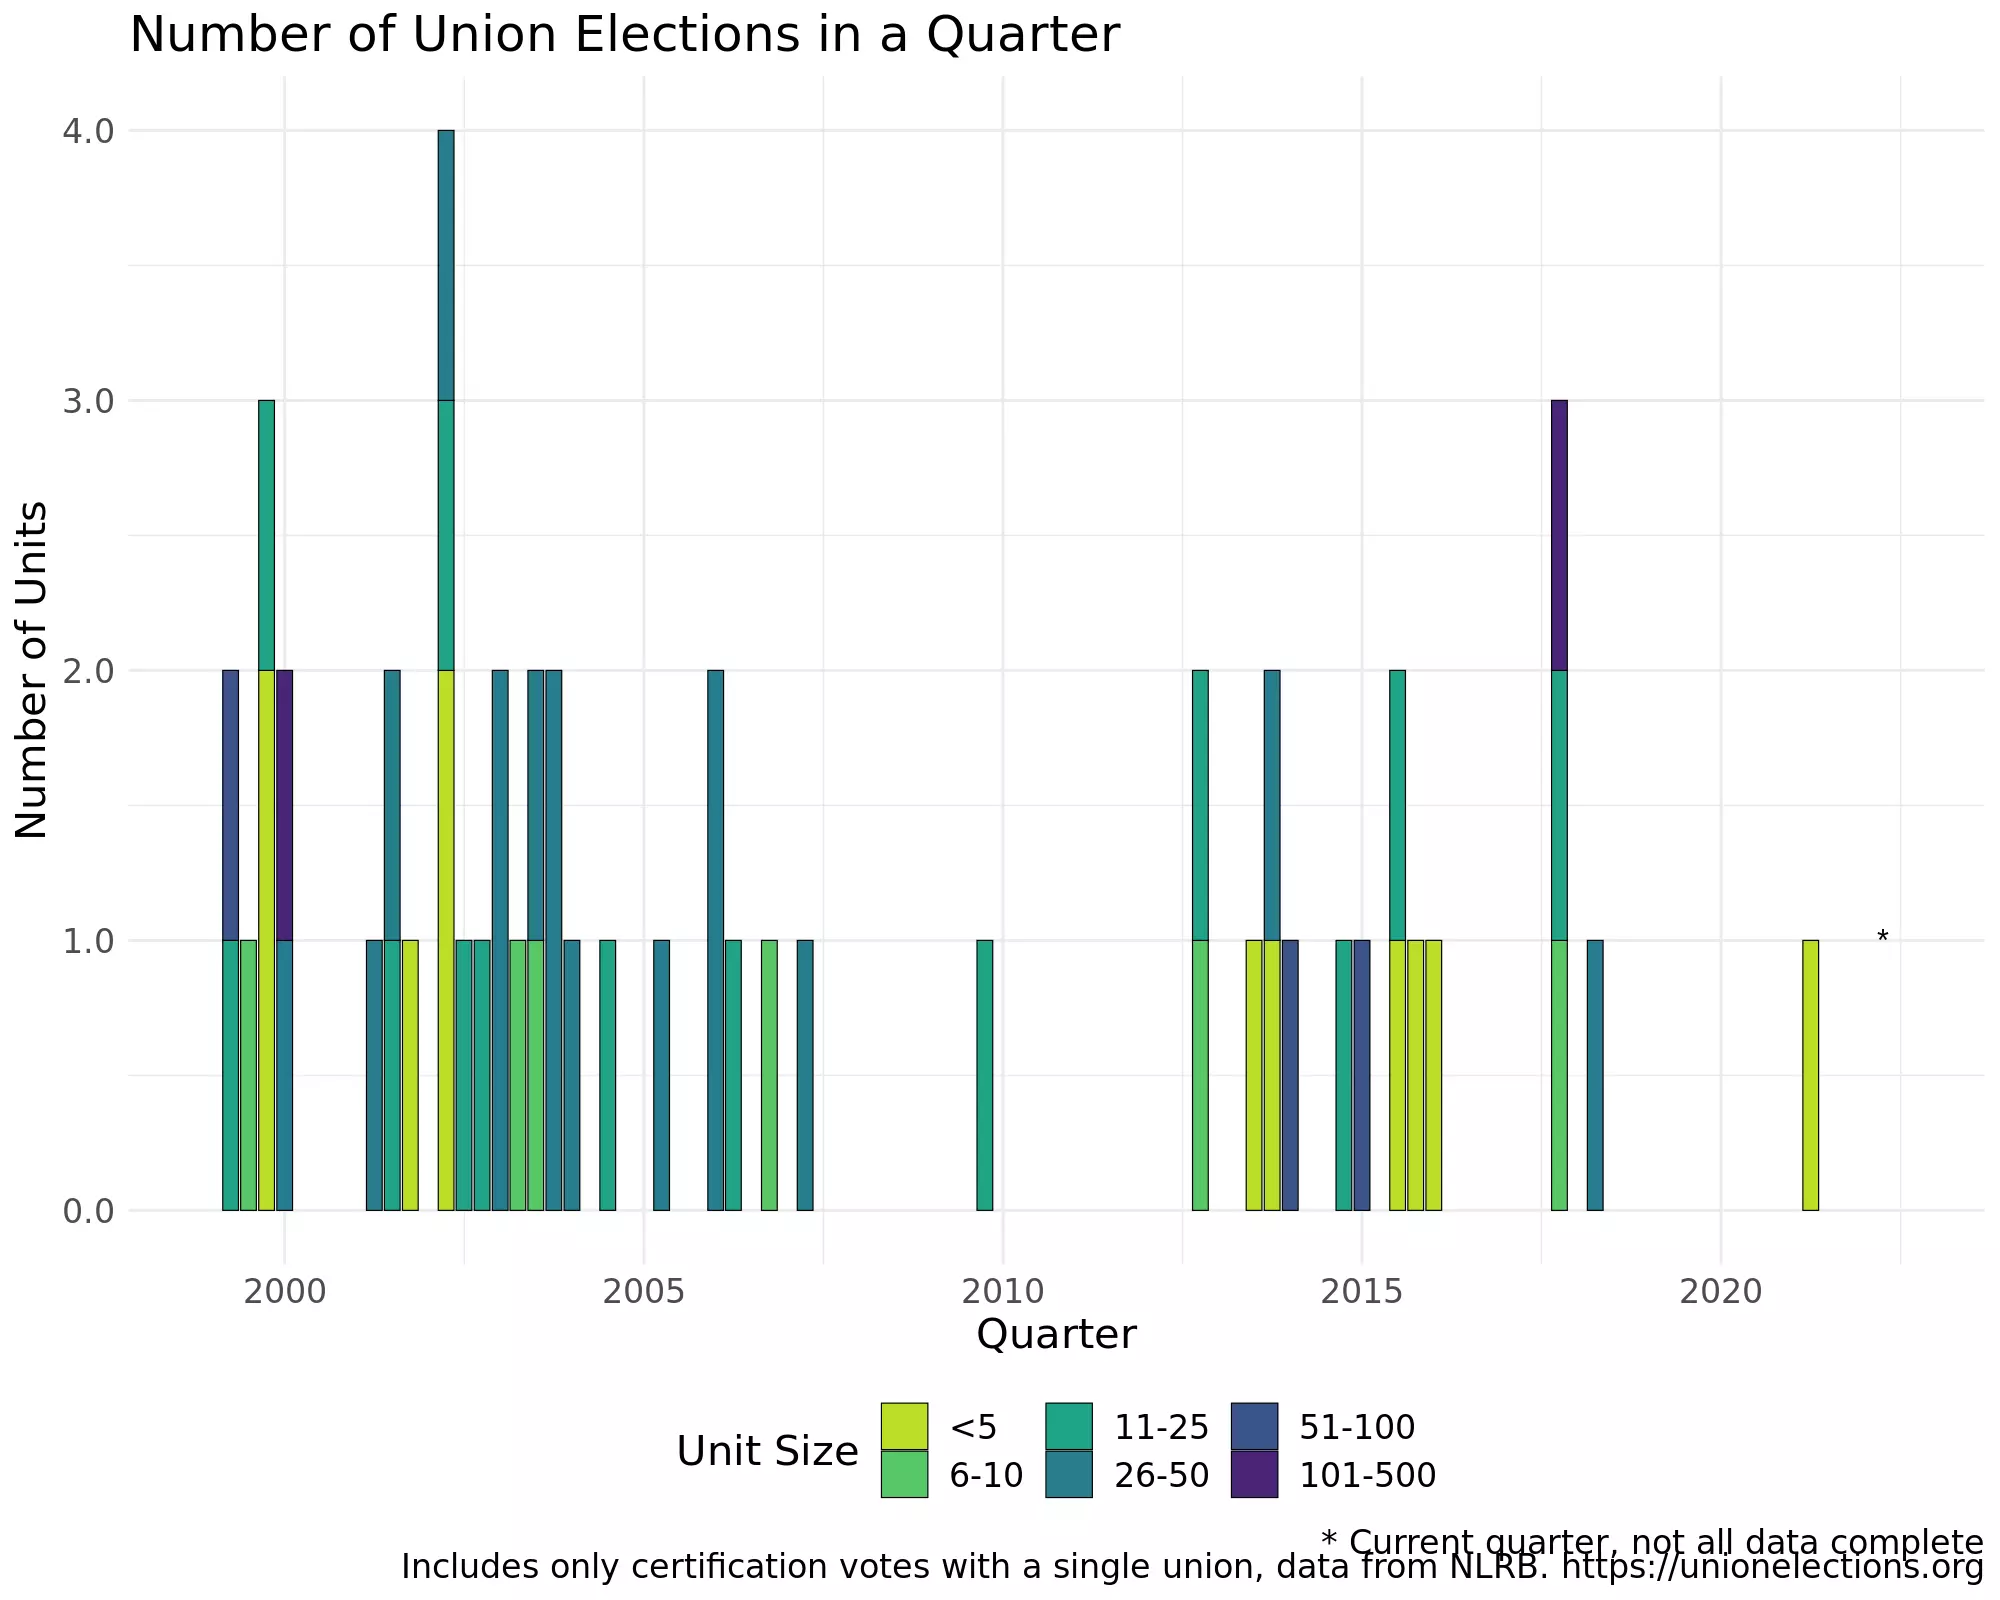 Number of Union Elections in a Quarter
Number of Units
4.0
3.0
2.0
1.0
0.0
*
2000 2005 2010 2015 2020
Quarter
Unit Size
<5 11-25 51-100
6-10 26-50 101-500
* Current quarter, not all data complete
Includes only certification votes with a single union, data from NLRB. https://unionelections.org